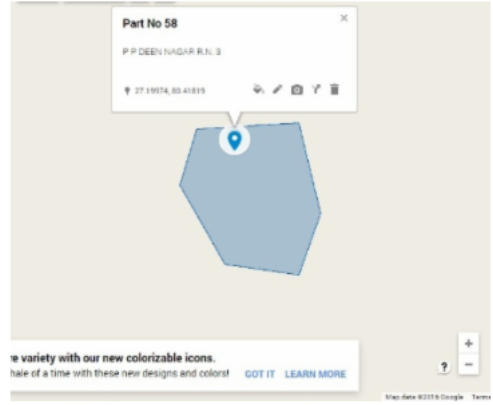 Part No 58
P P DEEN NAGAR R.N. 3
27.19974, 80.41819
re variety with our new colorizable icons.
hale of a time with these new designs and colors! GOT IT LEARN MORE
Map data ©2016 Google Terms